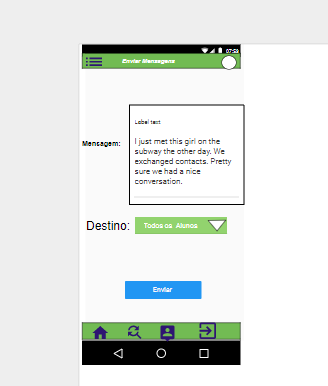 07:59
Enviar Mensagens
Label text
Mensagem:
I just met this girl on the
subway the other day. We
exchanged contacts. Pretty
sure we had a nice
conversation.
Destino:
Todos os Alunos
Enviar